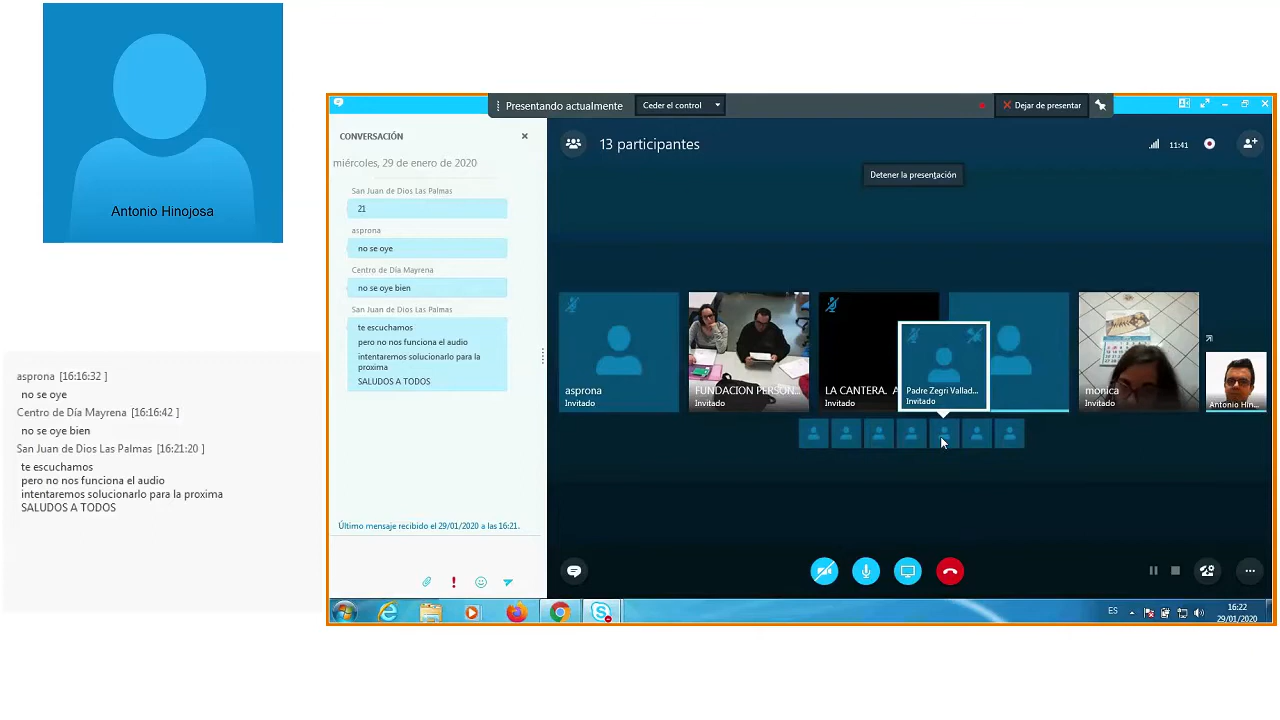 Antonio Hinojosa
asprona [16:16:32 ]
no se oye
Centro de Día Mayrena [16:16:42 ]
no se oye bien
San Juan de Dios Las Palmas [16:21:20 ]
te escuchamos
pero no nos funciona el audio
intentaremos solucionarlo para la proxima
SALUDOS A TODOS
Presentando actualmente
Ceder el control
Dejar de presentar
CONVERSACIÓN
miércoles, 29 de enero de 2020
San Juan de Dios Las Palmas
21
asprona
no se oye
Centro de Día Mayrena
no se oye bien
San Juan de Dios Las Palmas
te escuchamos
pero no nos funciona el audio
intentaremos solucionarlo para la
proxima
SALUDOS A TODOS
Último mensaje recibido el 29/01/2020 a las 16:21.
13 participantes
11:41
Detener la presentación
asprona
Invitado
FUNDACION PERSON...
Invitado
LA CANTERA. A
Invitado
Padre Zegri Vallad...
Invitado
monica
Invitado
Antonio Hin...
ES
16:22
29/01/2020